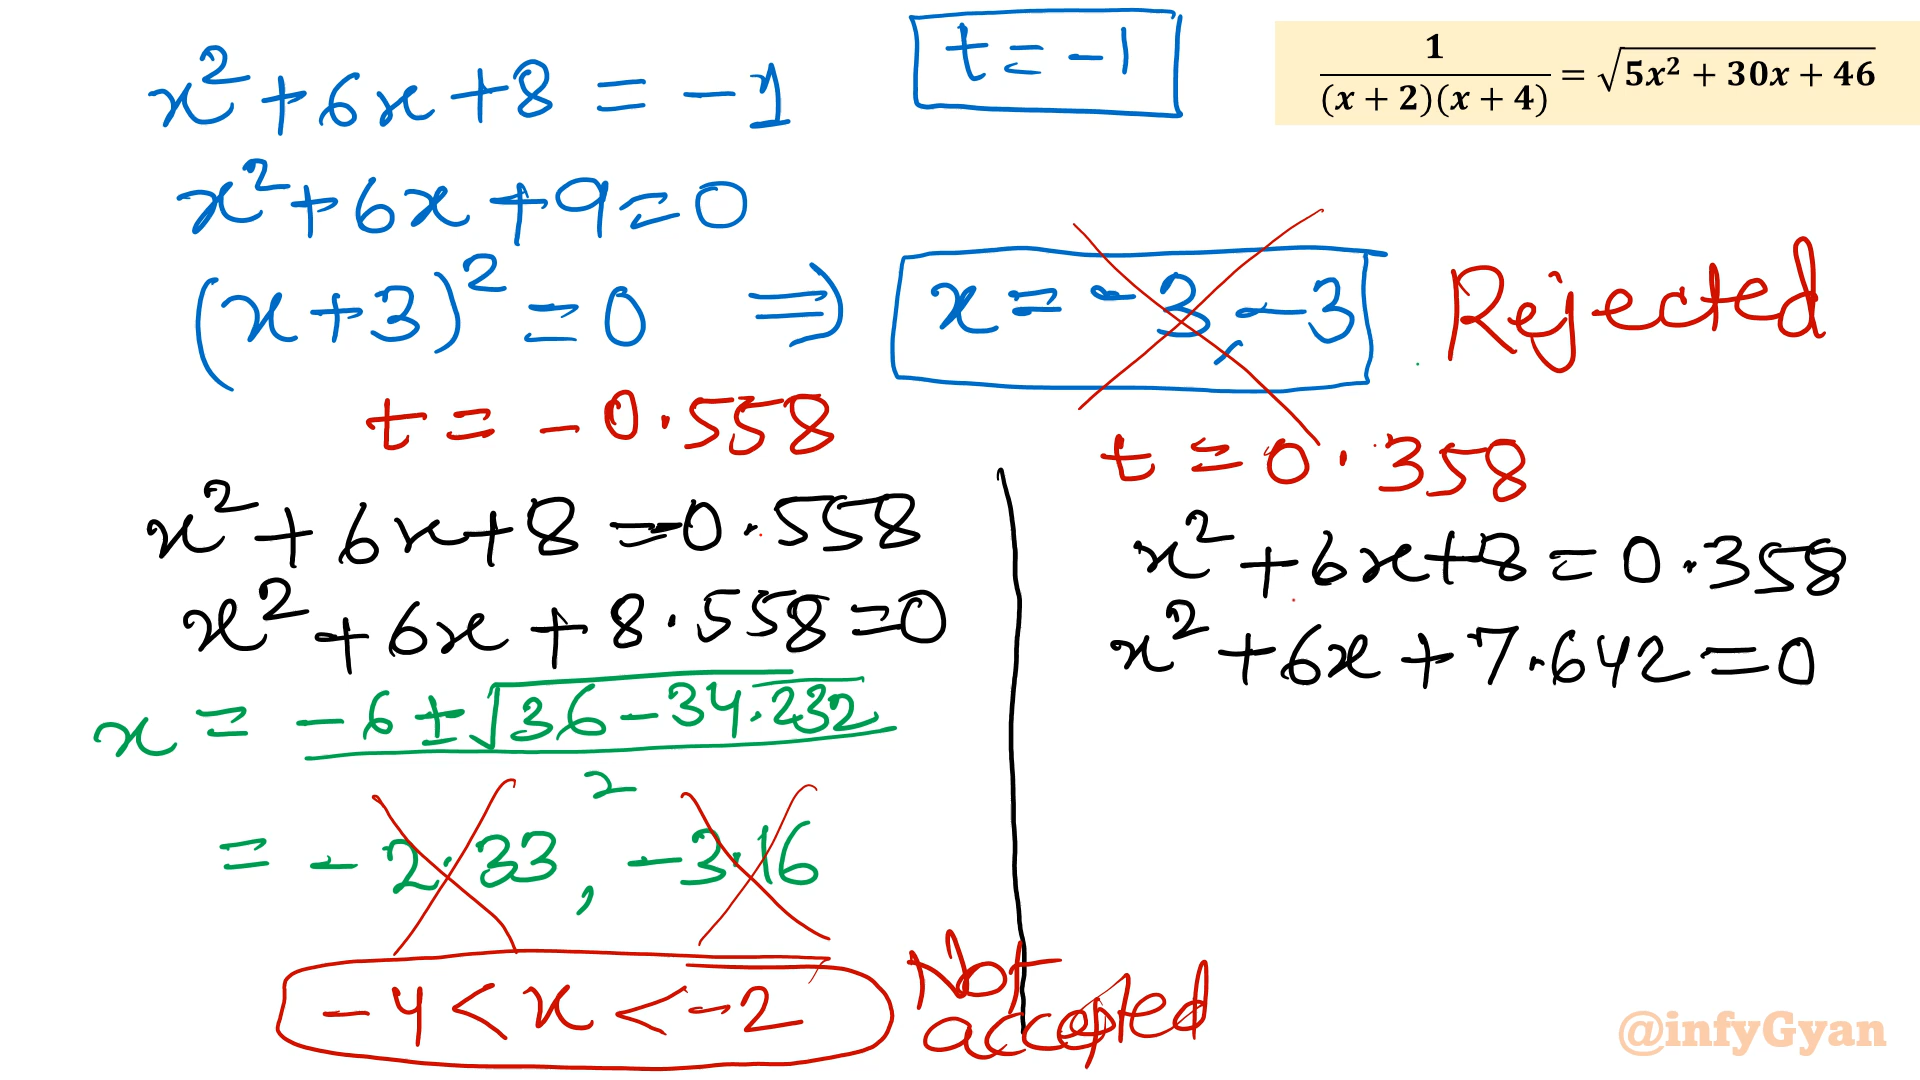 x² + 6x + 8 = -1
t = -1
1/((x + 2)(x + 4)) = √(5x² + 30x + 46)
x² + 6x + 9 = 0
(x + 3)² = 0 ⇒ x = -3, -3 Rejected
t = -0.558
x² + 6x + 8 = 0.558
x² + 6x + 8.558 = 0
x = (-6 ± √(36 - 34.232))/2
= -2.33, -3.16
-4 < x < -2 Not accepted
t = 0.358
x² + 6x + 8 = 0.358
x² + 6x + 7.642 = 0
@infyGyan